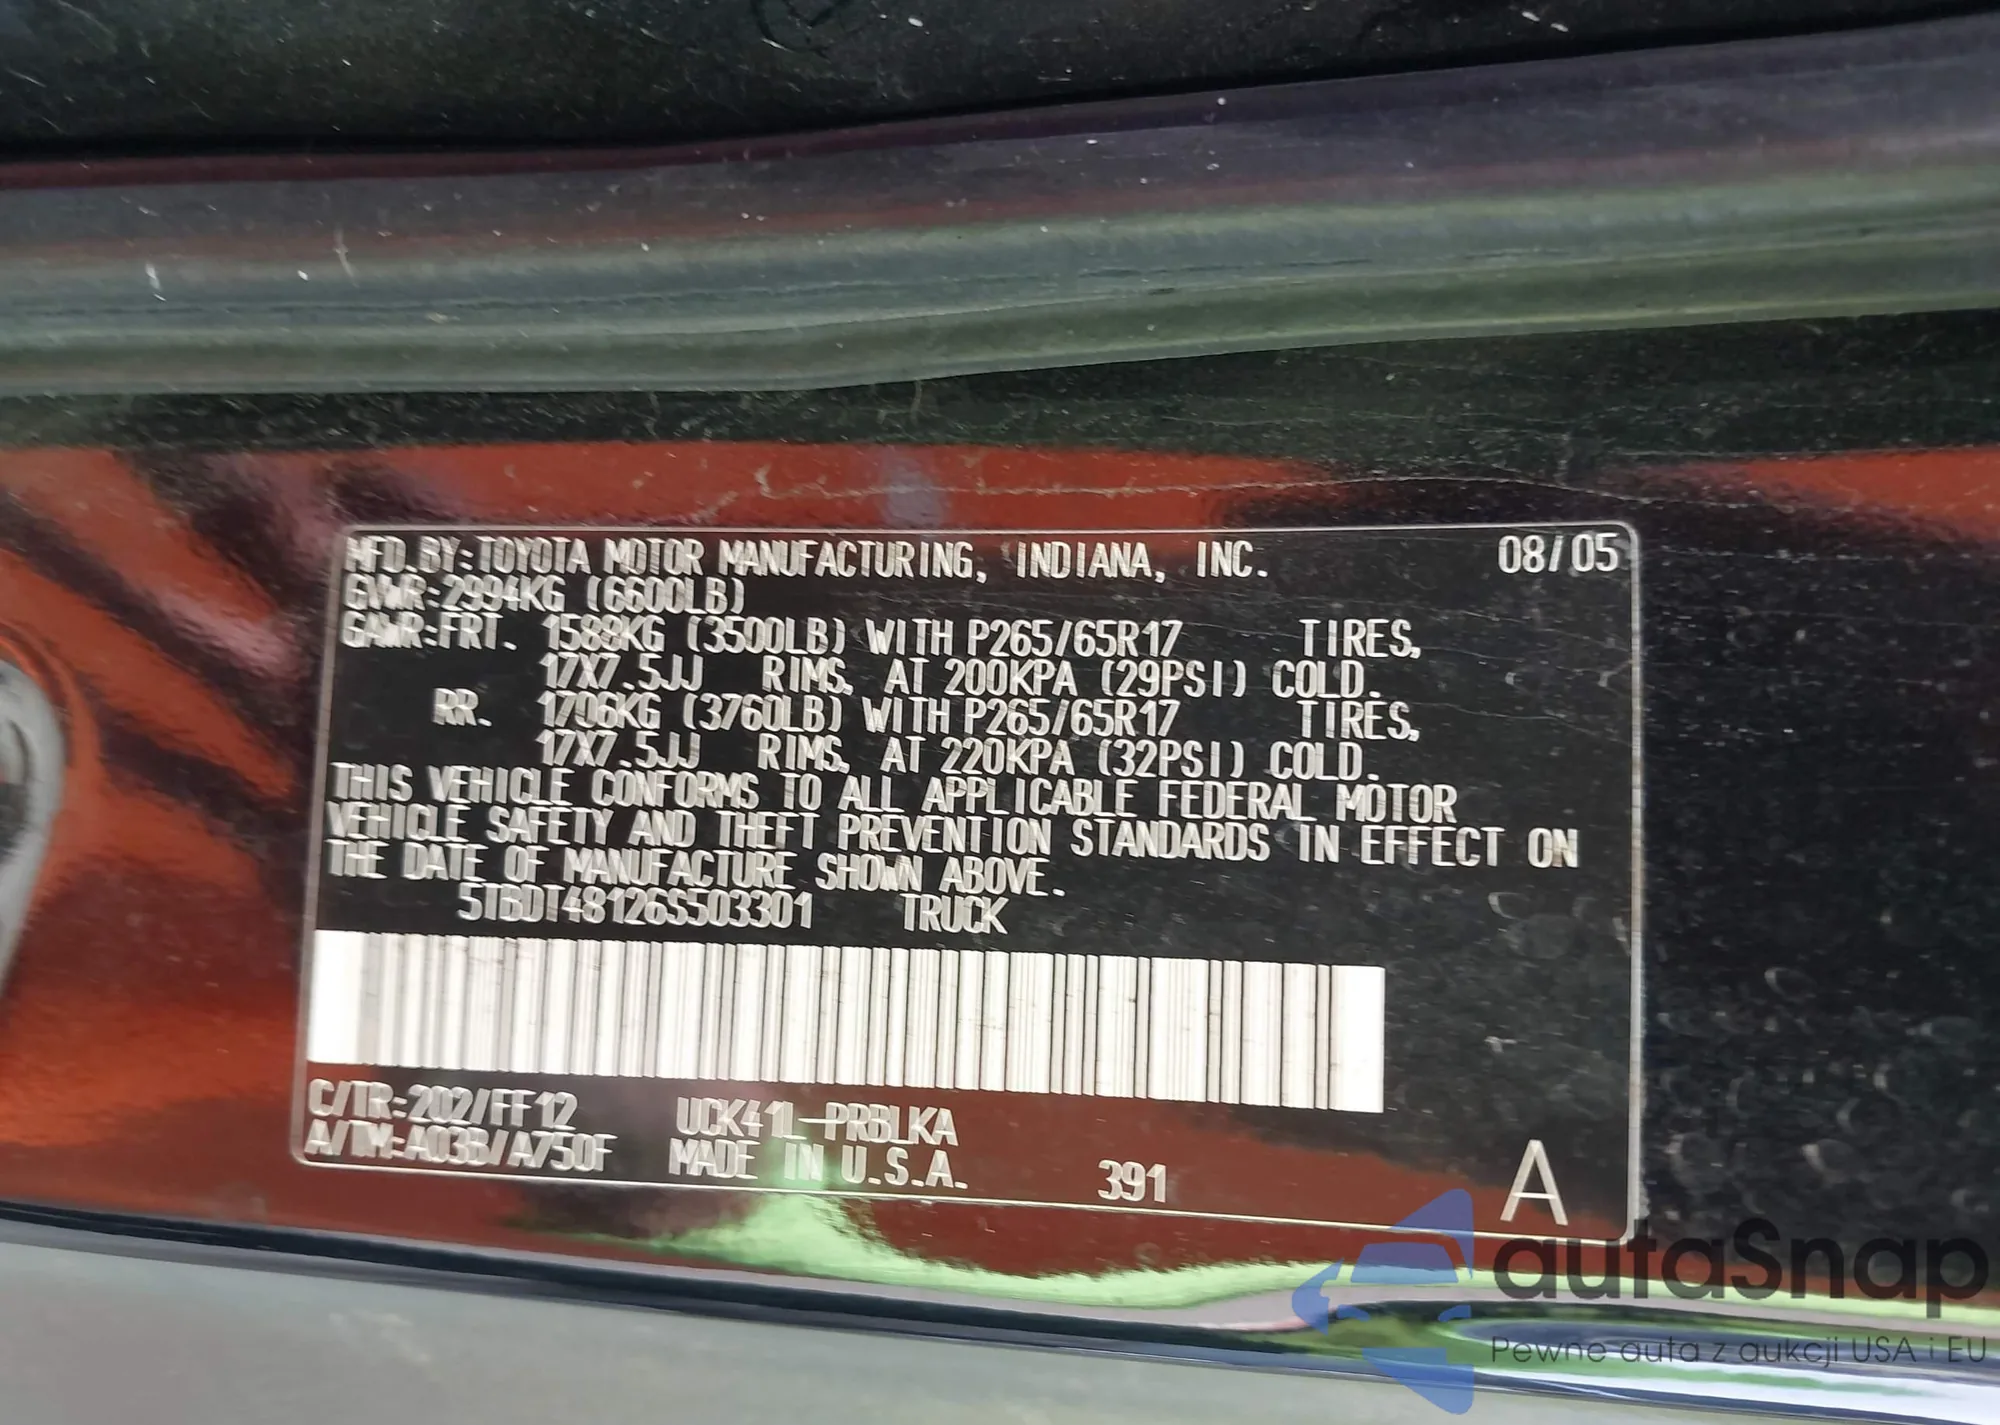 MFD.BY:TOYOTA MOTOR MANUFACTURING, INDIANA, INC. 08/05
GVWR:2994KG (6600LB)
GAWR:FRT. 1588KG (3500LB) WITH P265/65R17 TIRES,
17X7.5JJ RIMS, AT 200KPA (29PSI) COLD.
RR. 1706KG (3760LB) WITH P265/65R17 TIRES,
17X7.5JJ RIMS, AT 220KPA (32PSI) COLD.
THIS VEHICLE CONFORMS TO ALL APPLICABLE FEDERAL MOTOR
VEHICLE SAFETY AND THEFT PREVENTION STANDARDS IN EFFECT ON
THE DATE OF MANUFACTURE SHOWN ABOVE.
5TBDT48126S503301 TRUCK
C/TR:202/FF12 UCK41L-PRBLKA
A/TM:A03B/A750F MADE IN U.S.A. 391 A
autaSnap
Pewne auta z aukcji USA i EU